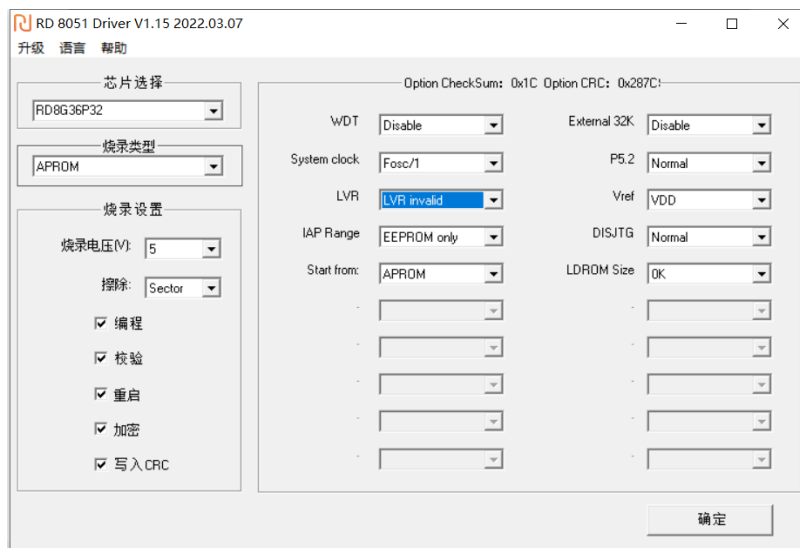 RD 8051 Driver V1.15 2022.03.07
升级 语言 帮助
芯片选择
RD8G36P32
烧录类型
APROM
烧录设置
烧录电压(V): 5
擦除: Sector
编程
校验
重启
加密
写入CRC
Option CheckSum: 0x1C Option CRC: 0x287C!
WDT Disable External 32K Disable
System clock Fosc/1 P5.2 Normal
LVR LVR invalid Vref VDD
IAP Range EEPROM only DISJTG Normal
Start from: APROM LDROM Size 0K
- -
- -
- -
- -
- -
确定